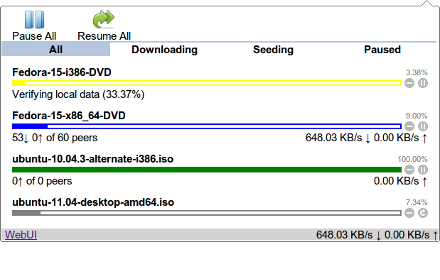 Pause All Resume All
All Downloading Seeding Paused
Fedora-15-i386-DVD 3.38%
Verifying local data (33.37%)
Fedora-15-x86_64-DVD 9.00%
53↓ 0↑ of 60 peers 648.03 KB/s ↓ 0.00 KB/s ↑
ubuntu-10.04.3-alternate-i386.iso 100.00%
0↑ of 0 peers 0.00 KB/s ↑
ubuntu-11.04-desktop-amd64.iso 7.34%
WebUI 648.03 KB/s ↓ 0.00 KB/s ↑